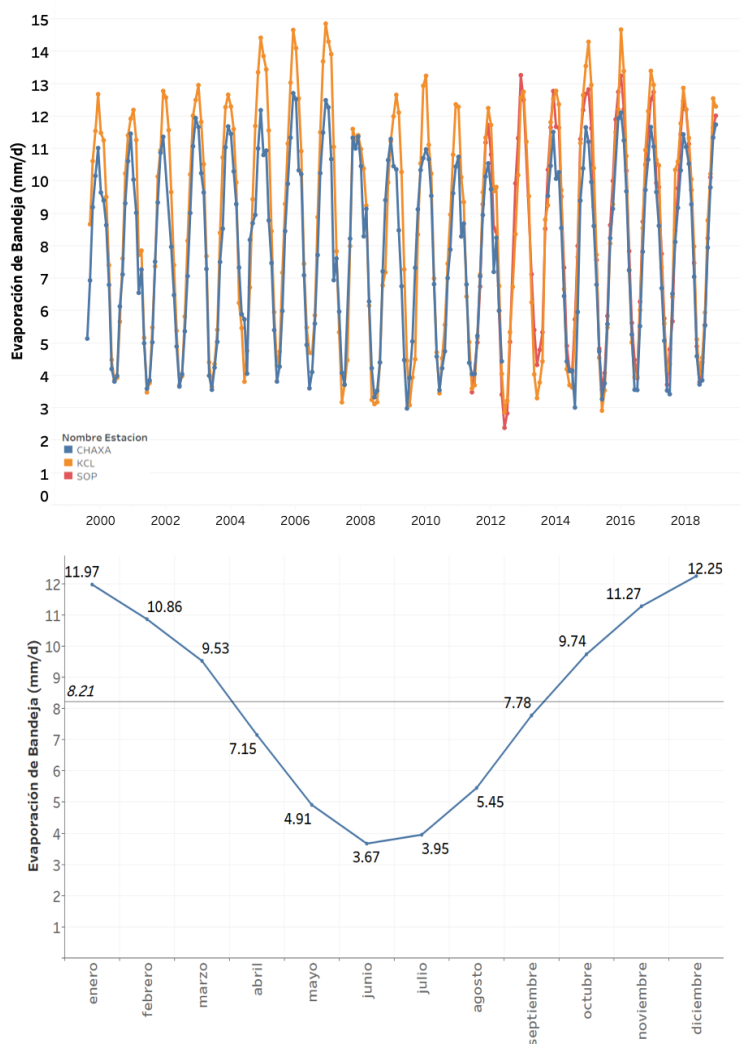 15
14
13
12
11
10
9
8
7
6
5
4
3
2
1
0
Evaporación de Bandeja (mm/d)
Nombre Estacion
CHAXA
KCL
SOP
2000
2002
2004
2006
2008
2010
2012
2014
2016
2018
12
11
10
9
8
7
6
5
4
3
2
1
Evaporación de Bandeja (mm/d)
11.97
10.86
9.53
8.21
7.15
4.91
3.67
3.95
5.45
7.78
9.74
11.27
12.25
enero
febrero
marzo
abril
mayo
junio
julio
agosto
septiembre
octubre
noviembre
diciembre